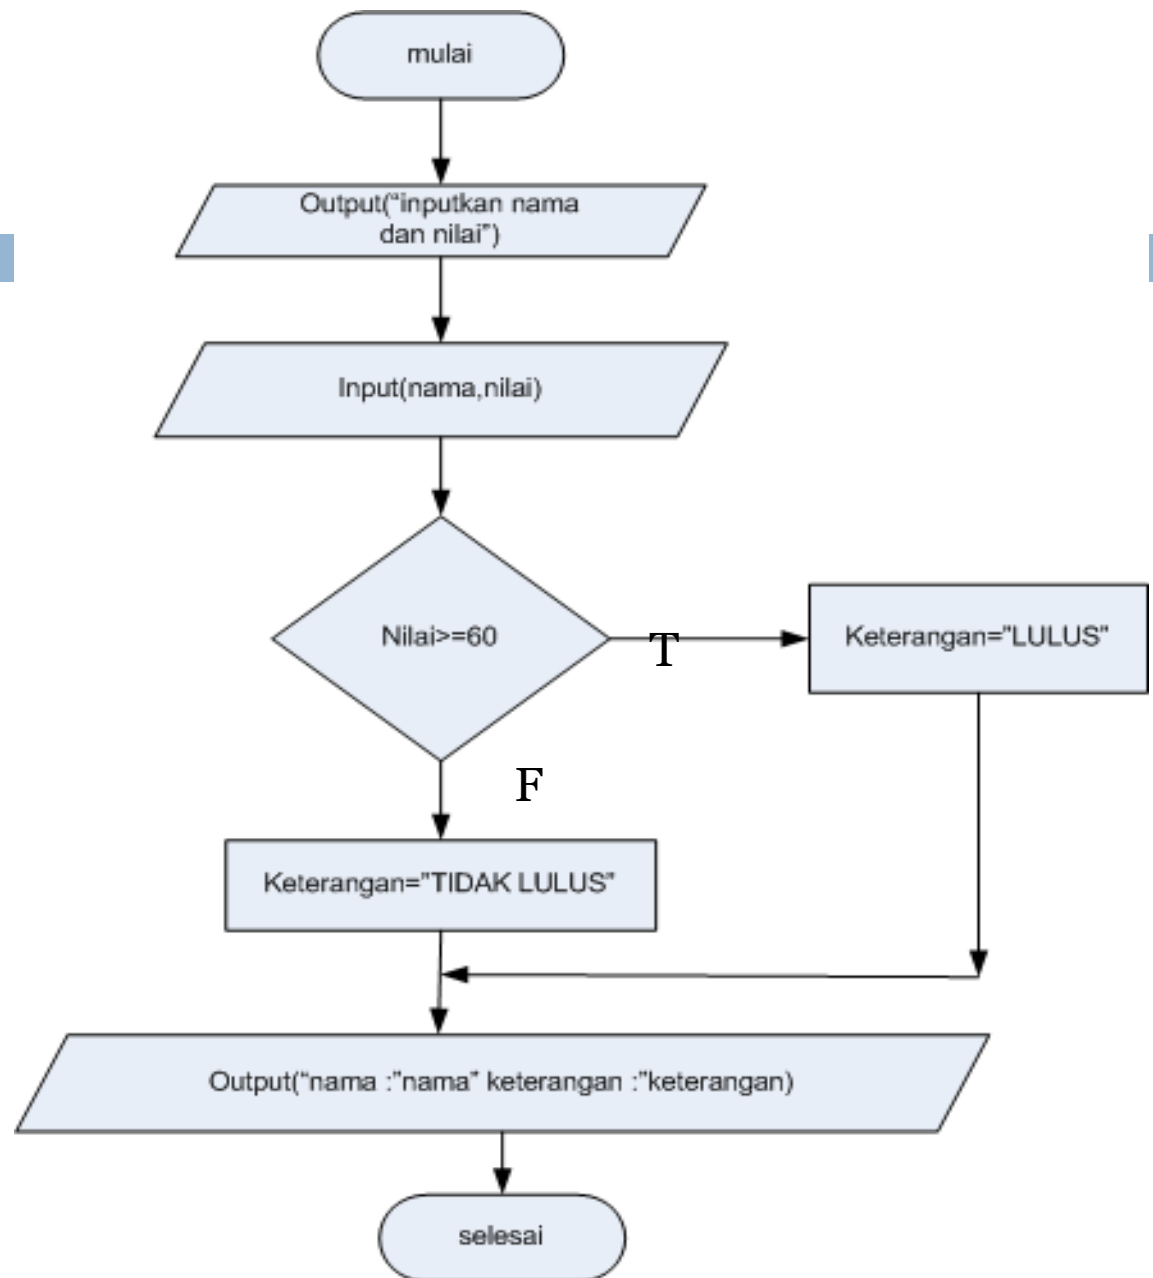 mulai
Output(“inputkan nama
dan nilai”)
Input(nama,nilai)
Nilai>=60
T
Keterangan=”LULUS”
F
Keterangan=”TIDAK LULUS”
Output(“nama :”nama” keterangan :”keterangan)
selesai